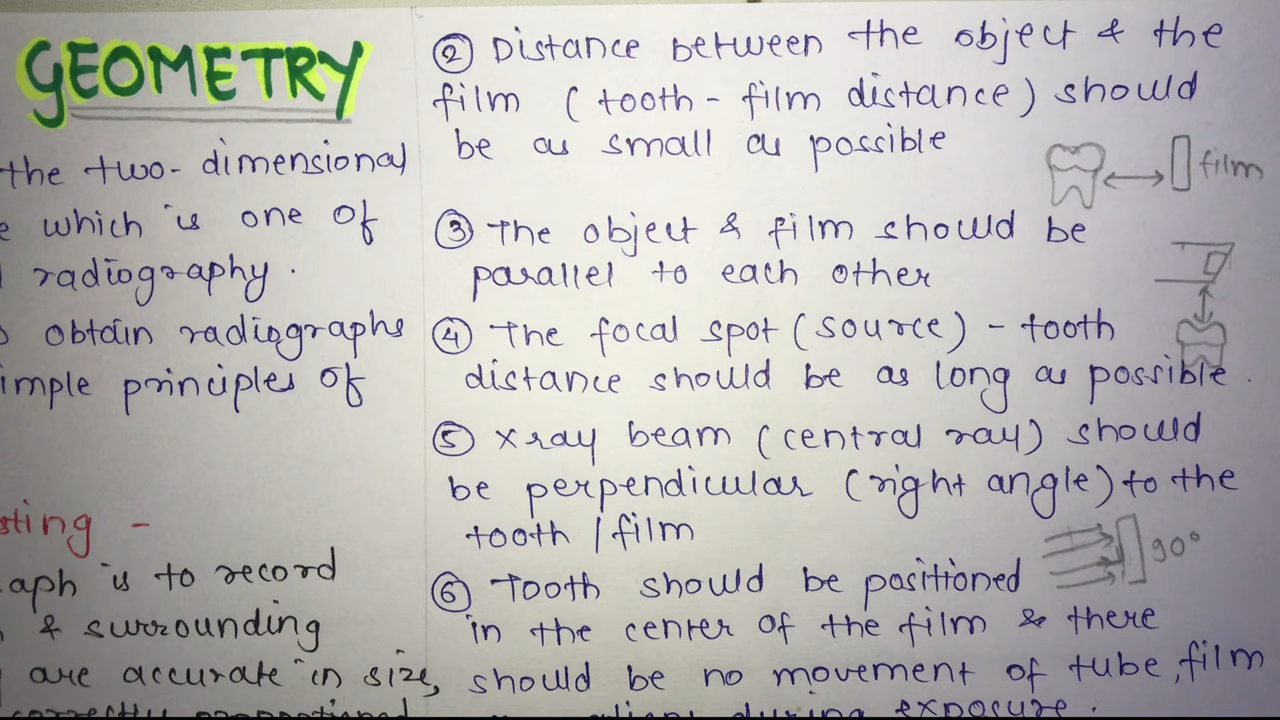 GEOMETRY
the two-dimensional
which is one of
radiography.
obtain radiographs
imple principles of
sting -
aph is to record
& surrounding
are accurate in size,
correctly proportioned
② Distance between the object & the
film (tooth - film distance) should
be as small as possible
film
③ The object & film should be
parallel to each other
④ The focal spot (source) - tooth
distance should be as long as possible.
⑤ xray beam (central ray) should
be perpendicular (right angle) to the
tooth / film
90°
⑥ Tooth should be positioned
in the center of the film & there
should be no movement of tube, film
during exposure.